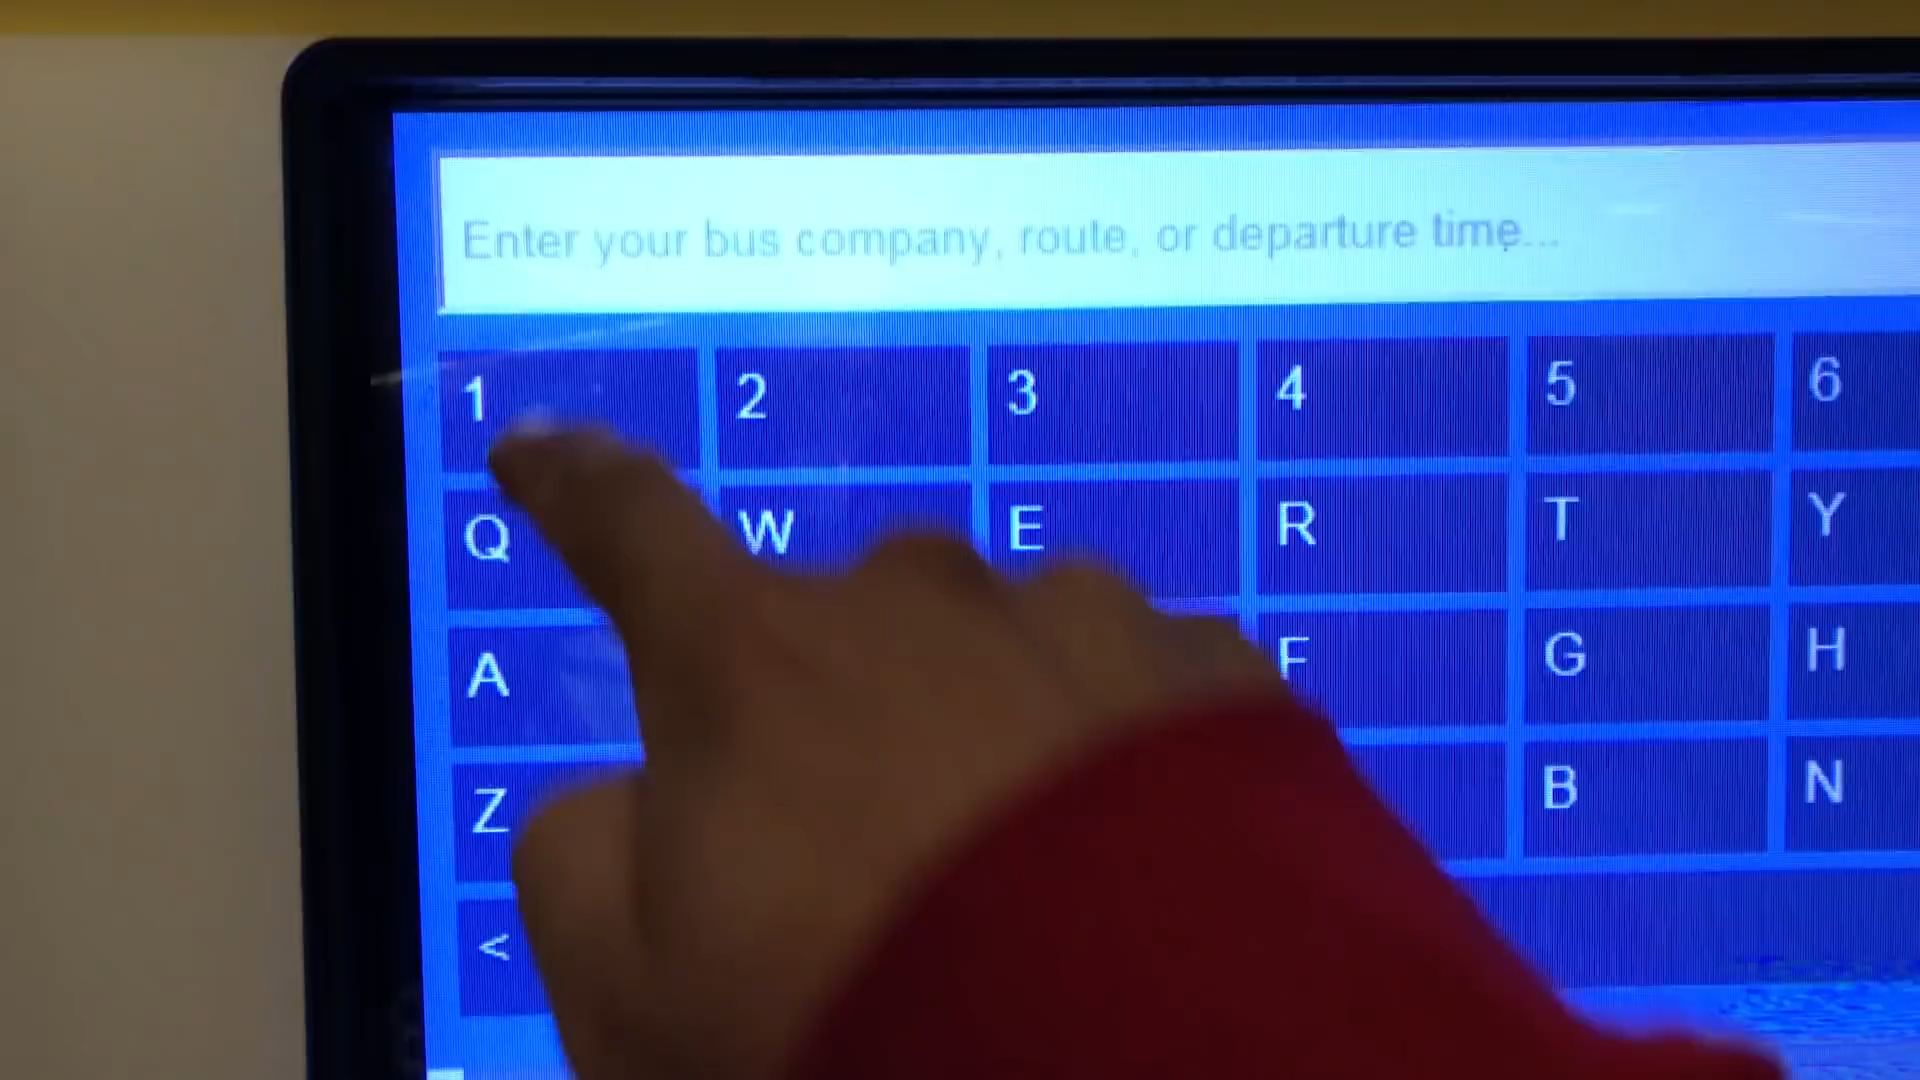 Enter your bus company, route, or departure time...
1 2 3 4 5 6
Q W E R T Y
A F G H
Z B N
<